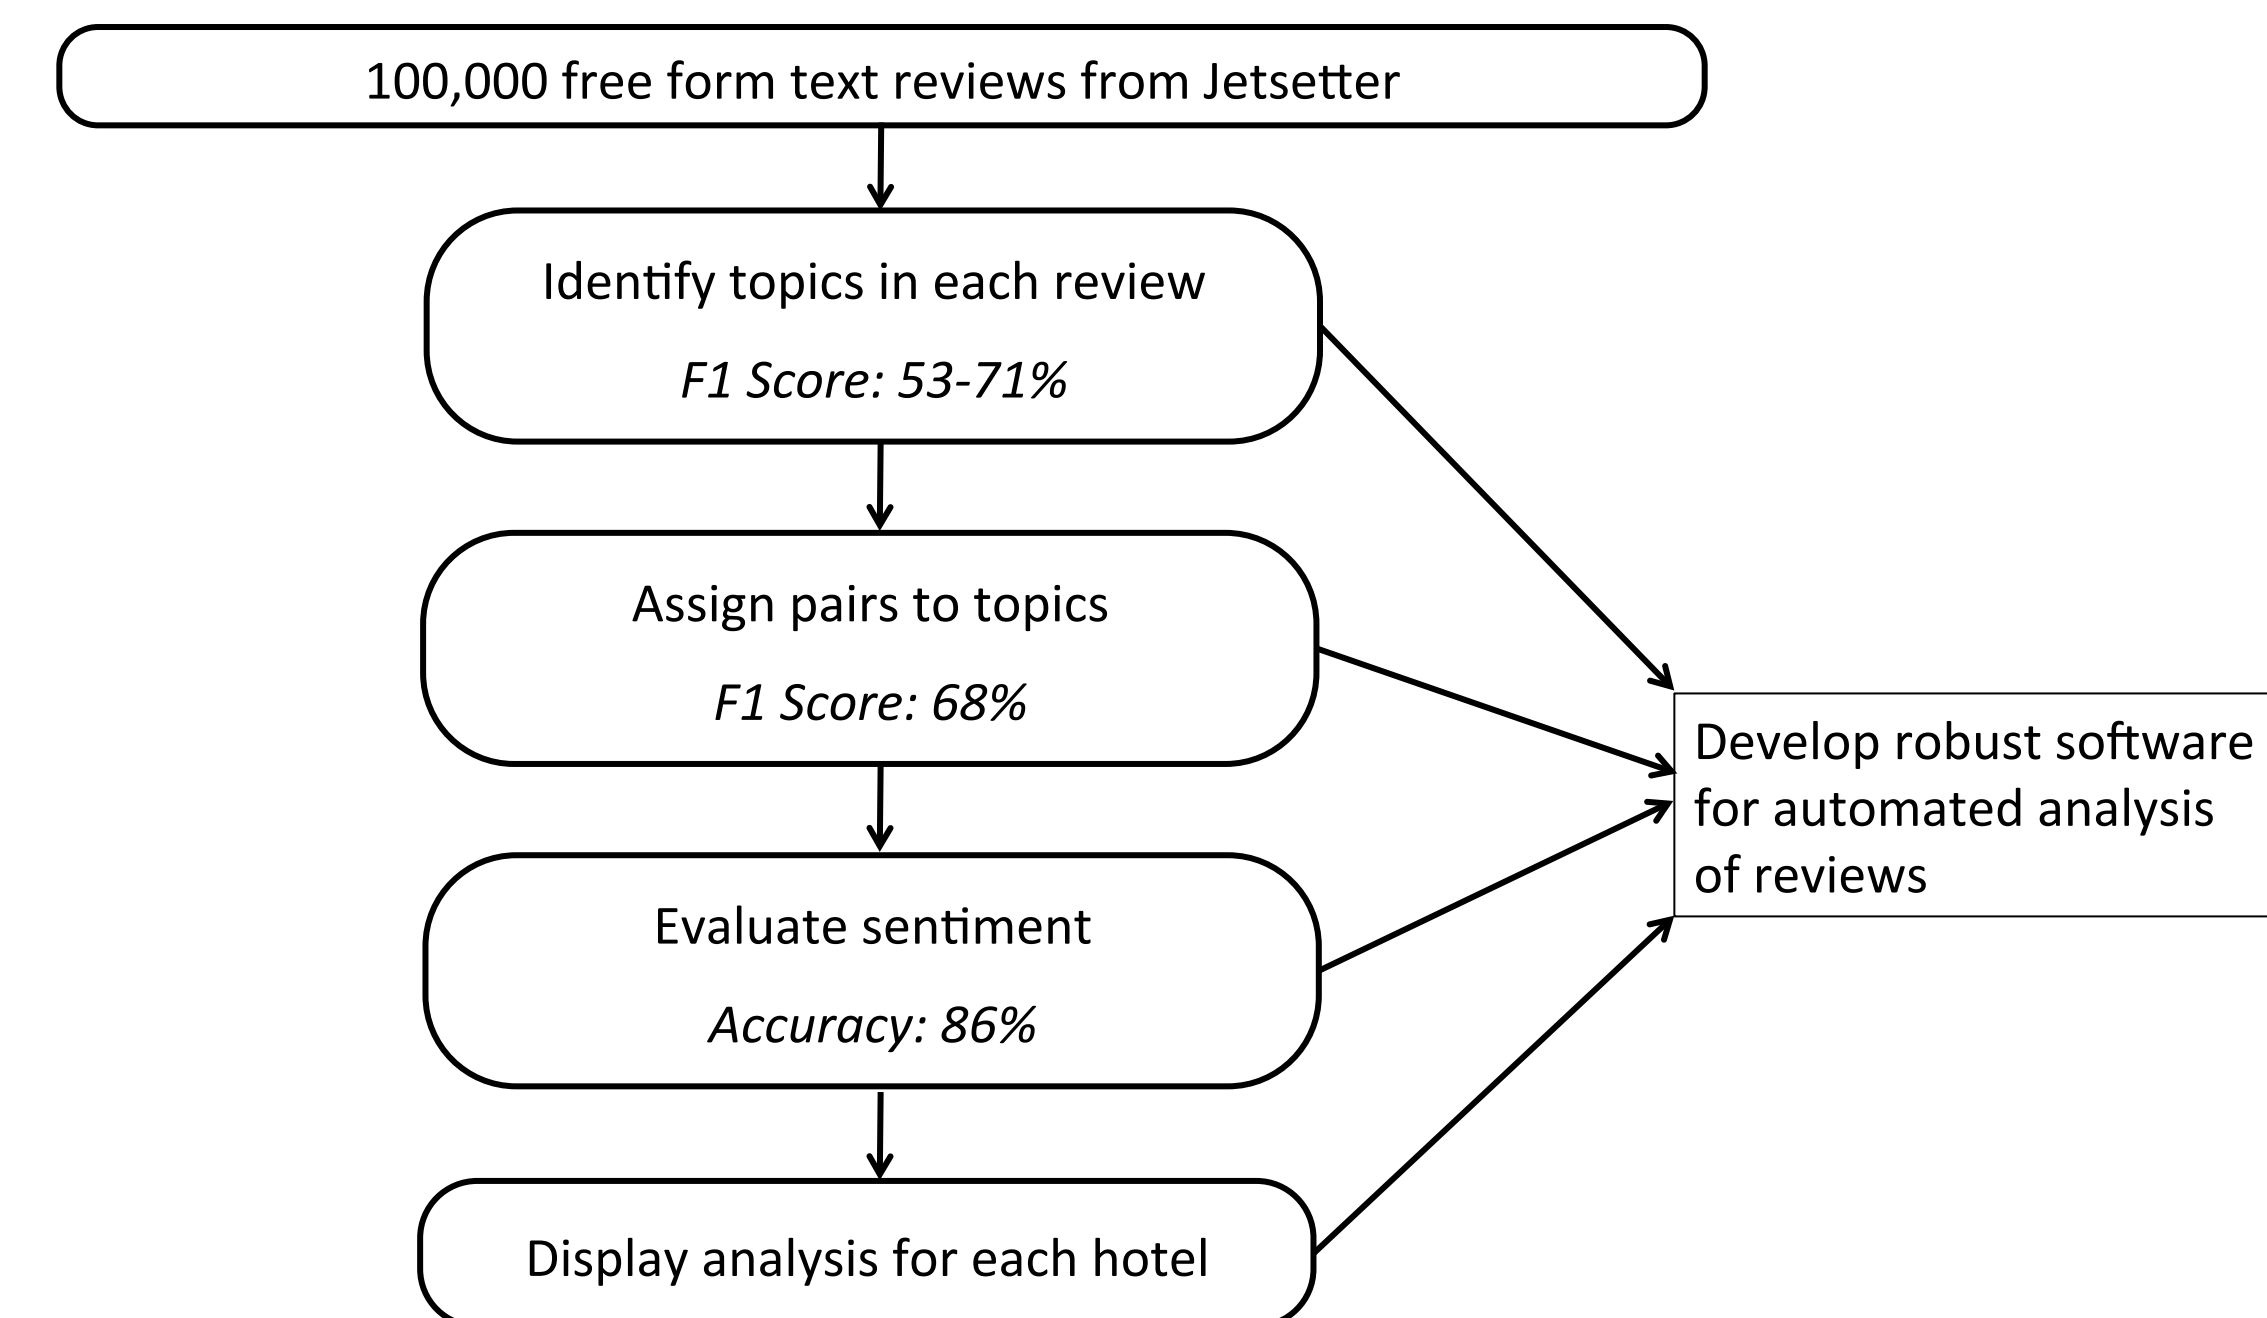 100,000 free form text reviews from Jetsetter
Identify topics in each review
F1 Score: 53-71%
Assign pairs to topics
F1 Score: 68%
Evaluate sentiment
Accuracy: 86%
Display analysis for each hotel
Develop robust software
for automated analysis
of reviews